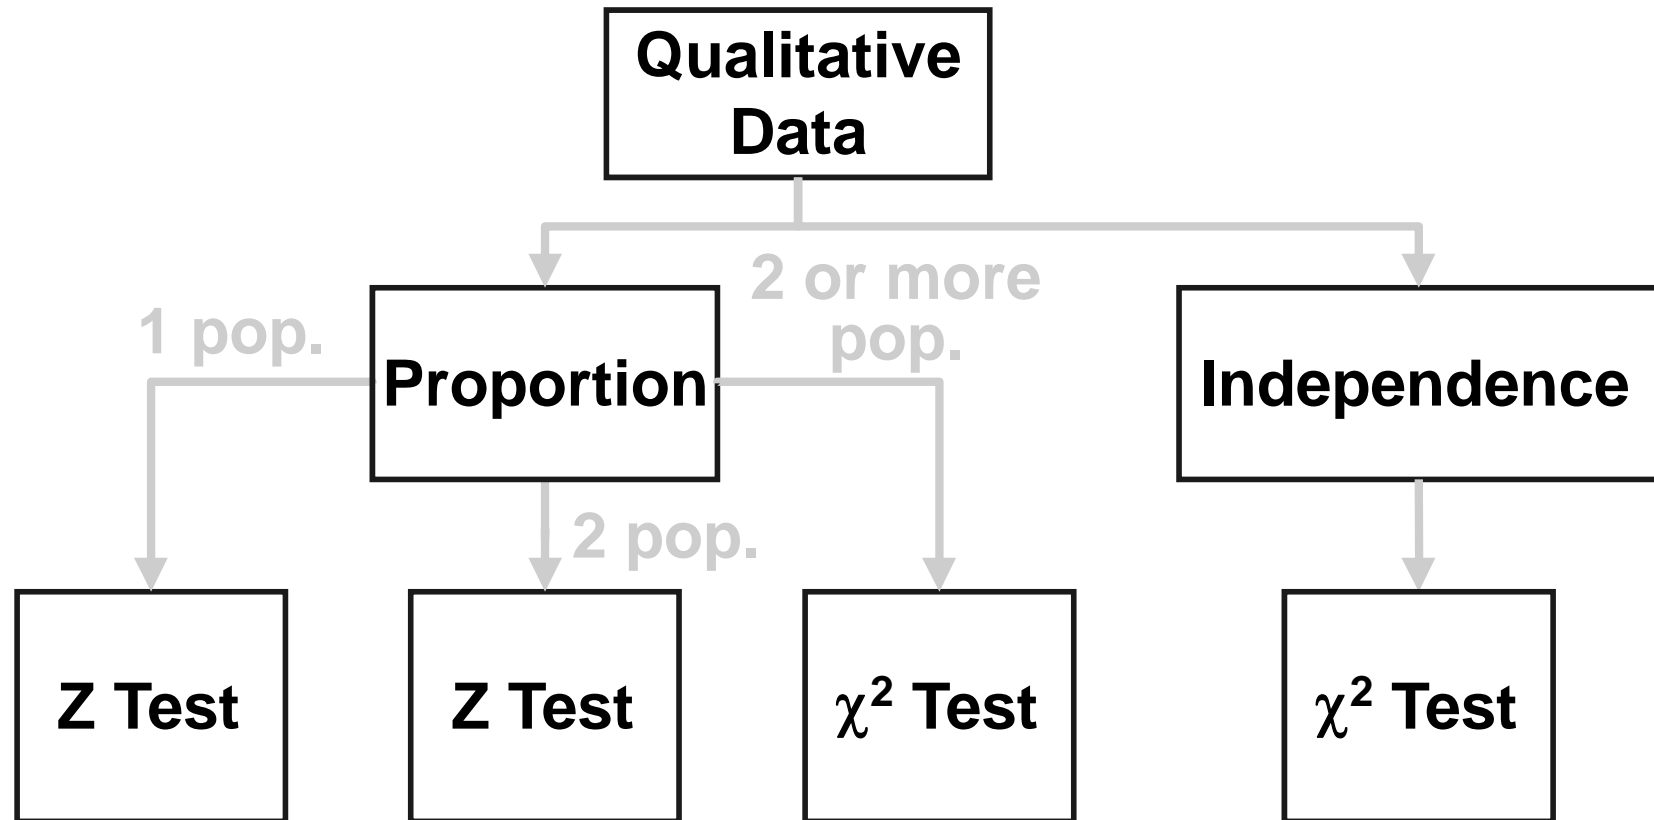 Qualitative
Data
2 or more
pop.
1 pop.
Proportion
Independence
2 pop.
Z Test
Z Test
χ² Test
χ² Test